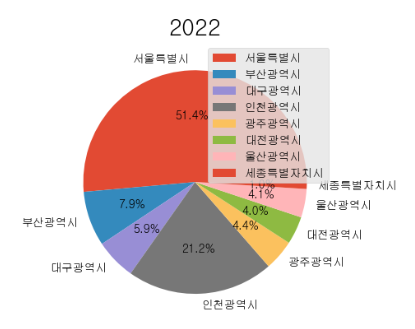 2022
서울특별시
서울특별시
부산광역시
대구광역시
인천광역시
광주광역시
대전광역시
울산광역시
세종특별자치시
51.4%
세종특별자치시
4.1%
울산광역시
4.0%
대전광역시
4.4%
광주광역시
7.9%
부산광역시
5.9%
대구광역시
21.2%
인천광역시